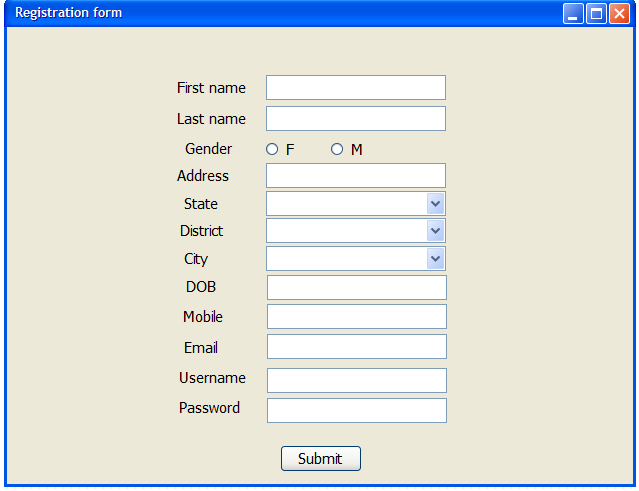 Registration form
First name
Last name
Gender F M
Address
State
District
City
DOB
Mobile
Email
Username
Password
Submit